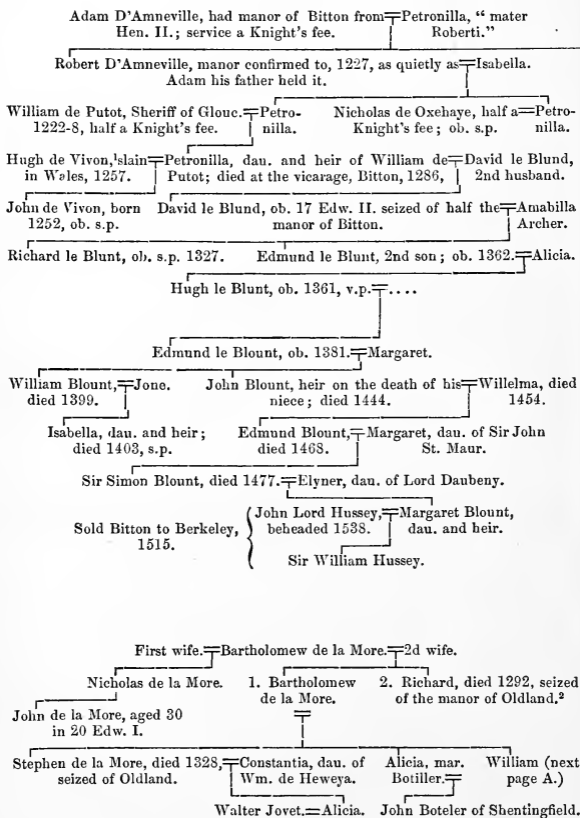 Adam D'Amneville, had manor of Bitton from Petronilla, " mater
Hen. II.; service a Knight's fee. Roberti."
Robert D'Amneville, manor confirmed to, 1227, as quietly as Isabella.
Adam his father held it.
William de Putot, Sheriff of Glouc. Petro- Nicholas de Oxehaye, half a Petro-
1222-8, half a Knight's fee. nilla. Knight's fee; ob. s.p. nilla.
Hugh de Vivon,¹slain Petronilla, dau. and heir of William de David le Blund,
in Wales, 1257. Putot; died at the vicarage, Bitton, 1286, 2nd husband.
John de Vivon, born David le Blund, ob. 17 Edw. II. seized of half the Amabilla
1252, ob. s.p. manor of Bitton. Archer.
Richard le Blunt, ob. s.p. 1327. Edmund le Blunt, 2nd son; ob. 1362. Alicia.
Hugh le Blunt, ob. 1361, v.p. ....
Edmund le Blount, ob. 1381. Margaret.
William Blount, Jone. John Blount, heir on the death of his Willelma, died
died 1399. niece; died 1444. 1454.
Isabella, dau. and heir; Edmund Blount, Margaret, dau. of Sir John
died 1403, s.p. died 1468. St. Maur.
Sir Simon Blount, died 1477. Elyner, dau. of Lord Daubeny.
Sold Bitton to Berkeley, John Lord Hussey, Margaret Blount,
1515. beheaded 1538. dau. and heir.
Sir William Hussey.
First wife. Bartholomew de la More. 2d wife.
Nicholas de la More. 1. Bartholomew 2. Richard, died 1292, seized
de la More. of the manor of Oldland.²
John de la More, aged 30
in 20 Edw. I.
Stephen de la More, died 1328, Constantia, dau. of Alicia, mar. William (next
seized of Oldland. Wm. de Heweya. Botiller. page A.)
Walter Jovet. Alicia. John Boteler of Shentingfield.